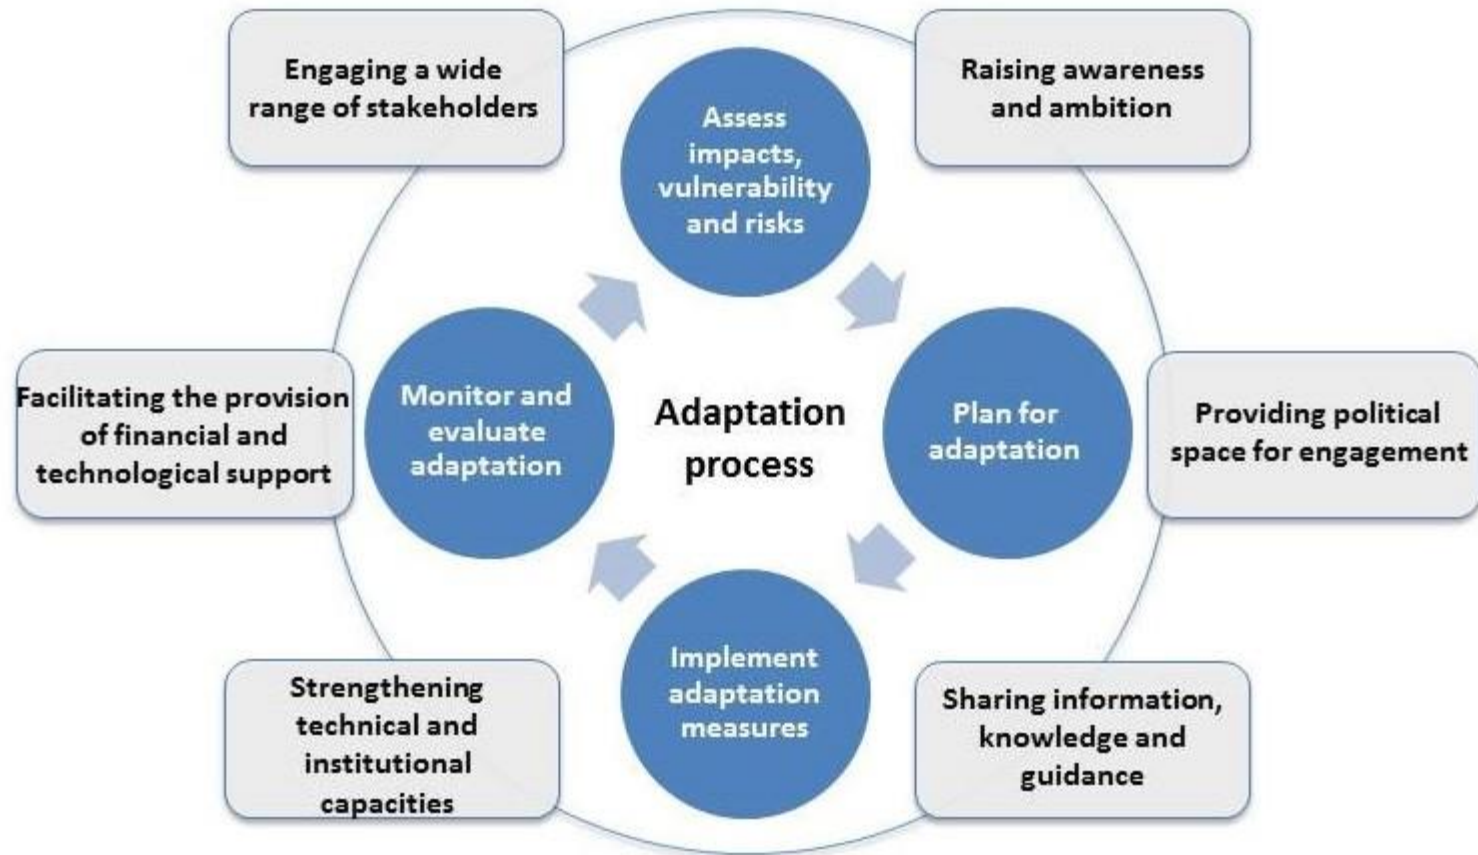 Engaging a wide
range of stakeholders
Raising awareness
and ambition
Assess
impacts,
vulnerability
and risks
Facilitating the provision
of financial and
technological support
Monitor and
evaluate
adaptation
Adaptation
process
Plan for
adaptation
Providing political
space for engagement
Strengthening
technical and
institutional
capacities
Implement
adaptation
measures
Sharing information,
knowledge and
guidance